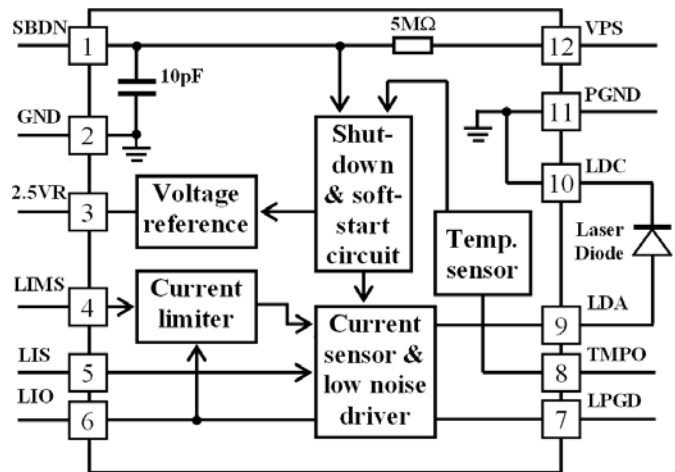 SBDN
1
5MΩ
12
VPS
10pF
GND
2
11
PGND
Shut-
down
& soft-
start
circuit
10
LDC
2.5VR
3
Voltage
reference
Temp.
sensor
Laser
Diode
LIMS
4
Current
limiter
Current
sensor &
low noise
driver
9
LDA
LIS
5
8
TMPO
LIO
6
7
LPGD